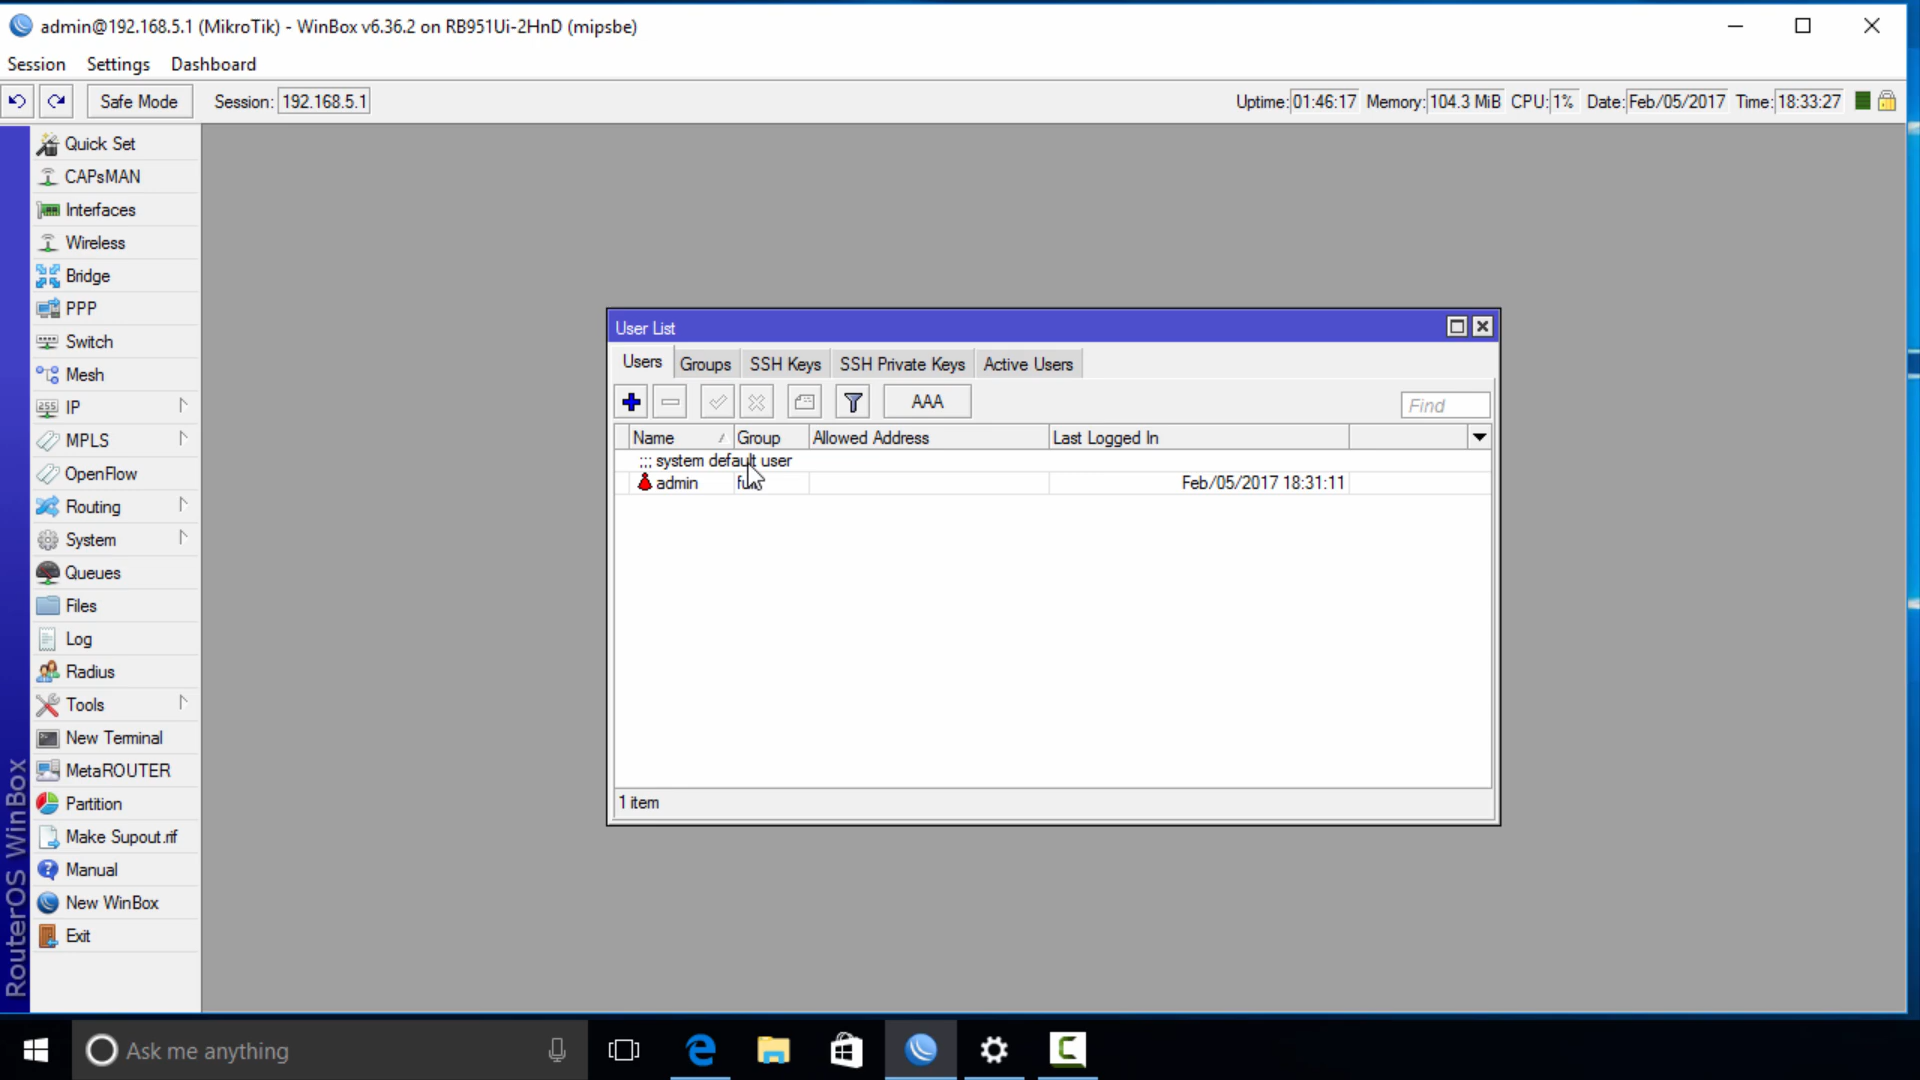 admin@192.168.5.1 (MikroTik) - WinBox v6.36.2 on RB951Ui-2HnD (mipsbe)
Session Settings Dashboard
Safe Mode Session: 192.168.5.1 Uptime: 01:46:17 Memory: 104.3 MiB CPU: 1% Date: Feb/05/2017 Time: 18:33:27
Quick Set
CAPsMAN
Interfaces
Wireless
Bridge
PPP
Switch
Mesh
IP
MPLS
OpenFlow
Routing
System
Queues
Files
Log
Radius
Tools
New Terminal
MetaROUTER
Partition
Make Supout.rif
Manual
New WinBox
Exit
RouterOS WinBox
User List
Users Groups SSH Keys SSH Private Keys Active Users
AAA Find
Name Group Allowed Address Last Logged In
::: system default user
admin Feb/05/2017 18:31:11
1 item
Ask me anything